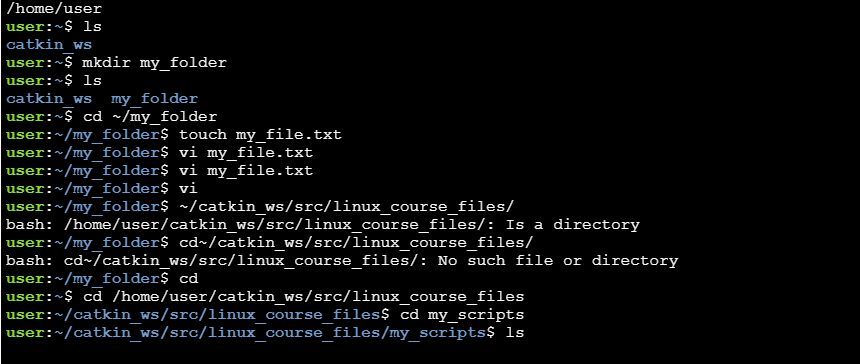 /home/user
user:~$ ls
catkin_ws
user:~$ mkdir my_folder
user:~$ ls
catkin_ws  my_folder
user:~$ cd ~/my_folder
user:~/my_folder$ touch my_file.txt
user:~/my_folder$ vi my_file.txt
user:~/my_folder$ vi my_file.txt
user:~/my_folder$ vi
user:~/my_folder$ ~/catkin_ws/src/linux_course_files/
bash: /home/user/catkin_ws/src/linux_course_files/: Is a directory
user:~/my_folder$ cd~/catkin_ws/src/linux_course_files/
bash: cd~/catkin_ws/src/linux_course_files/: No such file or directory
user:~/my_folder$ cd
user:~$ cd /home/user/catkin_ws/src/linux_course_files
user:~/catkin_ws/src/linux_course_files$ cd my_scripts
user:~/catkin_ws/src/linux_course_files/my_scripts$ ls